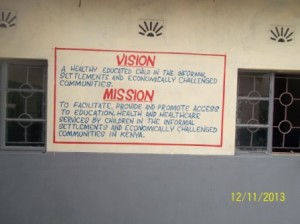 VISION
A HEALTHY EDUCATED CHILD IN THE INFORMAL
SETTLEMENTS AND ECONOMICALLY CHALLENGED
COMMUNITIES.
MISSION
TO FACILITATE, PROVIDE AND PROMOTE ACCESS
TO EDUCATION, HEALTH AND HEALTHCARE
SERVICES BY CHILDREN IN THE INFORMAL
SETTLEMENTS AND ECONOMICALLY CHALLENGED
COMMUNITIES IN KENYA.
12/11/2013